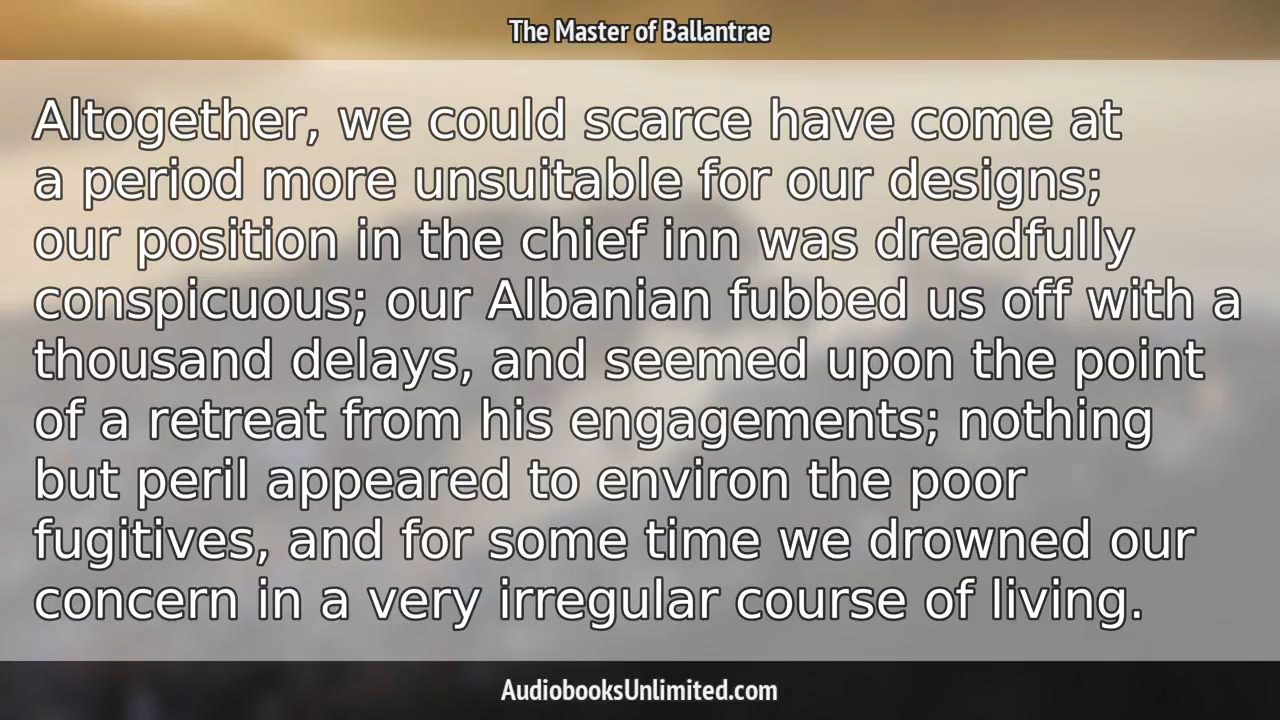 The Master of Ballantrae
Altogether, we could scarce have come at
a period more unsuitable for our designs;
our position in the chief inn was dreadfully
conspicuous; our Albanian fubbed us off with a
thousand delays, and seemed upon the point
of a retreat from his engagements; nothing
but peril appeared to environ the poor
fugitives, and for some time we drowned our
concern in a very irregular course of living.
AudiobooksUnlimited.com